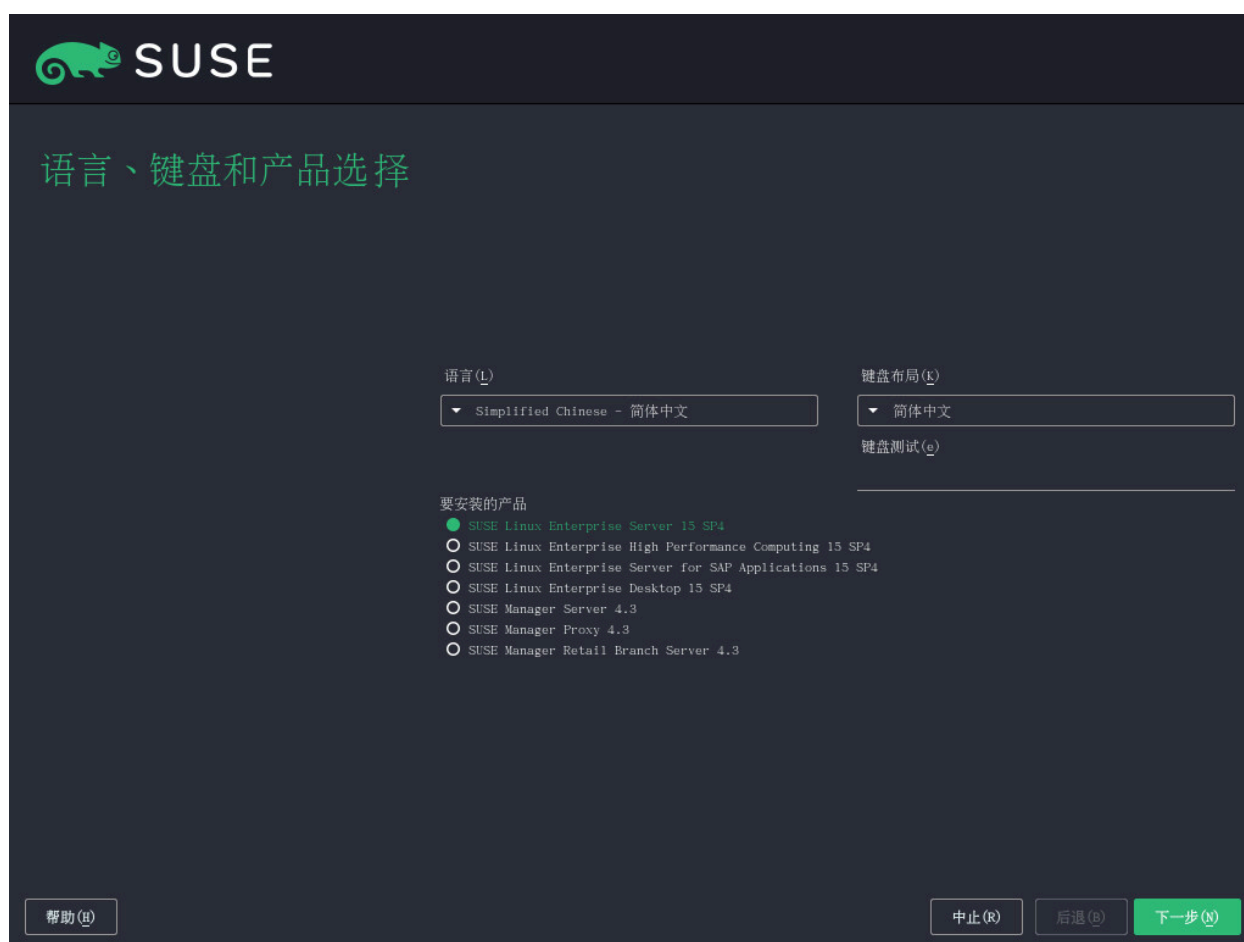 SUSE
语言、键盘和产品选择
语言(L)
Simplified Chinese - 简体中文
键盘布局(K)
简体中文
键盘测试(e)
要安装的产品
SUSE Linux Enterprise Server 15 SP4
SUSE Linux Enterprise High Performance Computing 15 SP4
SUSE Linux Enterprise Server for SAP Applications 15 SP4
SUSE Linux Enterprise Desktop 15 SP4
SUSE Manager Server 4.3
SUSE Manager Proxy 4.3
SUSE Manager Retail Branch Server 4.3
帮助(H)
中止(R)
后退(B)
下一步(N)